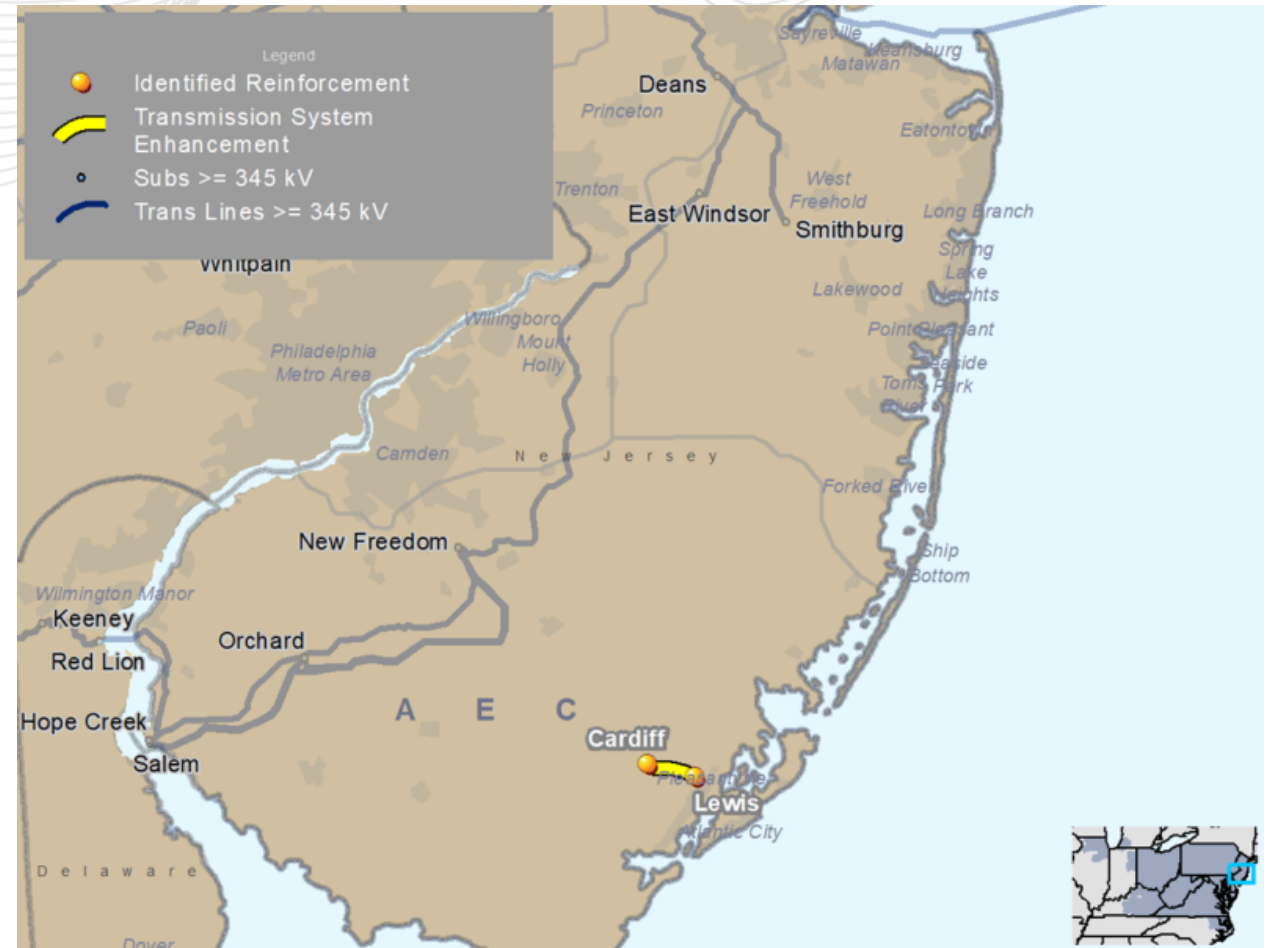 Legend
Identified Reinforcement
Transmission System
Enhancement
Subs >= 345 kV
Trans Lines >= 345 kV
Sayreville
Keansburg
Matawan
Deans
Princeton
Eatontown
Trenton
West
Freehold
East Windsor
Long Branch
Smithburg
Spring
Lake
Heights
Whitpain
Lakewood
Paoli
Willingboro
Point Pleasant
Mount
Holly
Philadelphia
Metro Area
Seaside
Park
Toms
River
Camden
New Jersey
Forked River
New Freedom
Ship
Bottom
Wilmington Manor
Keeney
Orchard
Red Lion
A E C
Hope Creek
Cardiff
Salem
Pleasantville
Lewis
Atlantic City
Delaware
Dover